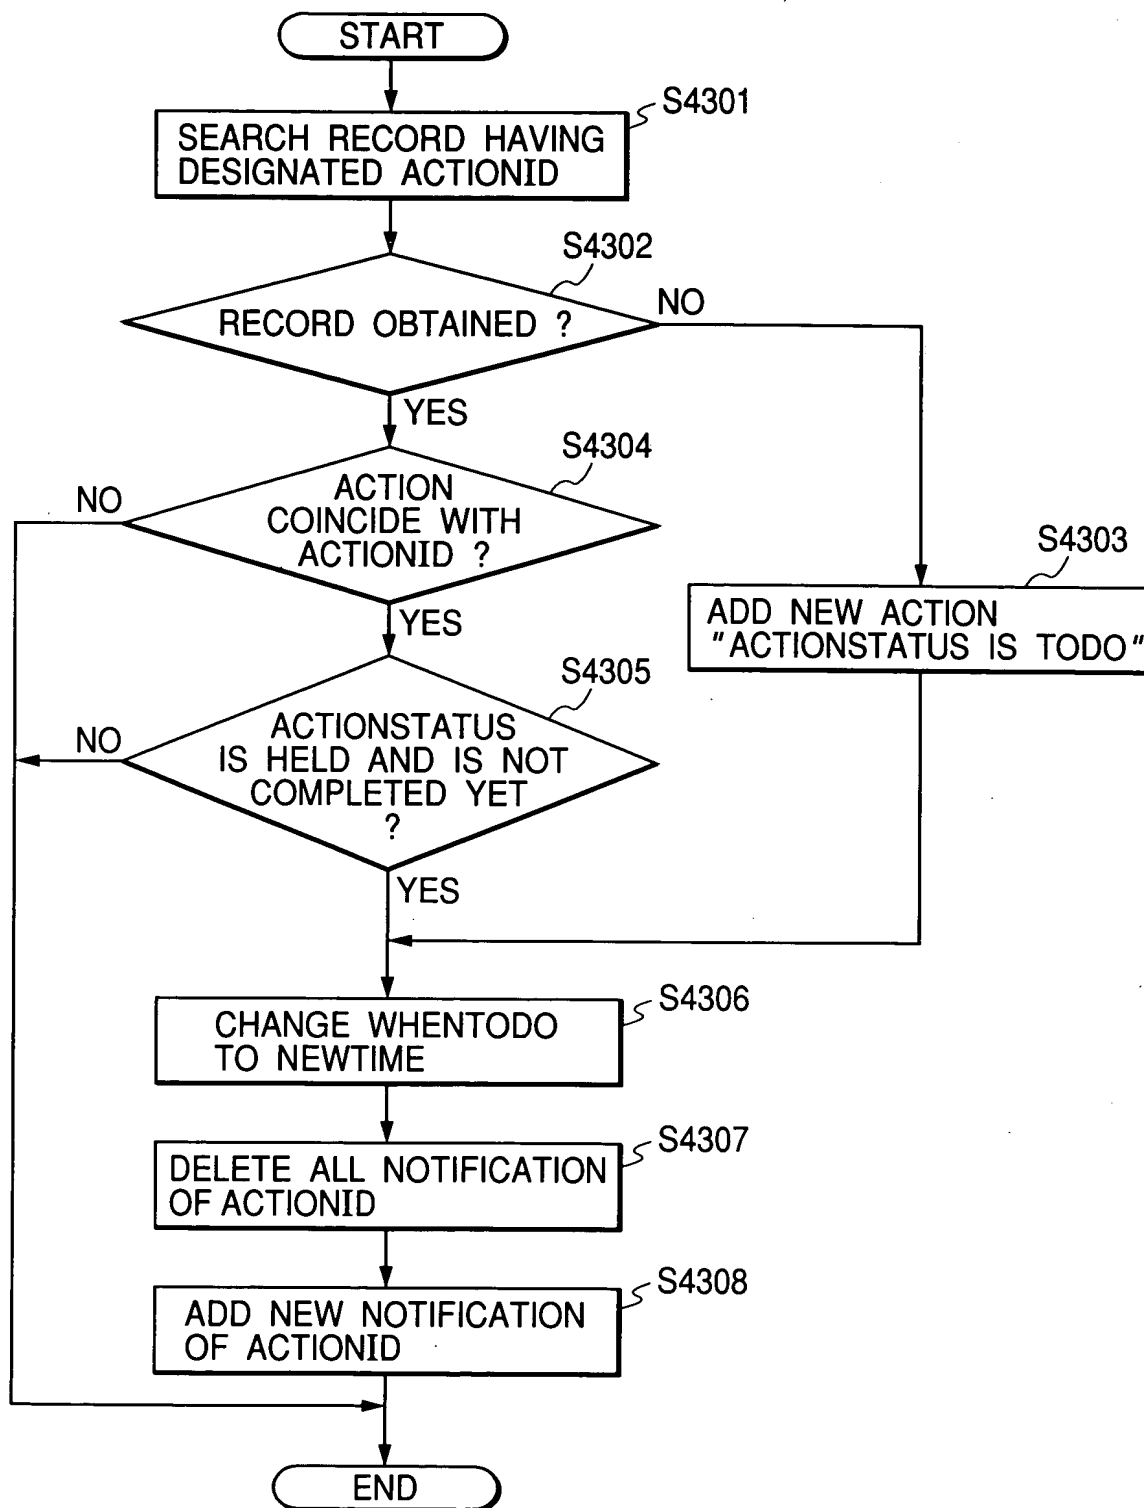 START
S4301
SEARCH RECORD HAVING
DESIGNATED ACTIONID
S4302
RECORD OBTAINED ?
NO
YES
S4304
ACTION
COINCIDE WITH
ACTIONID ?
NO
YES
S4303
ADD NEW ACTION
"ACTIONSTATUS IS TODO"
S4305
ACTIONSTATUS
IS HELD AND IS NOT
COMPLETED YET
?
NO
YES
S4306
CHANGE WHENTODO
TO NEWTIME
S4307
DELETE ALL NOTIFICATION
OF ACTIONID
S4308
ADD NEW NOTIFICATION
OF ACTIONID
END